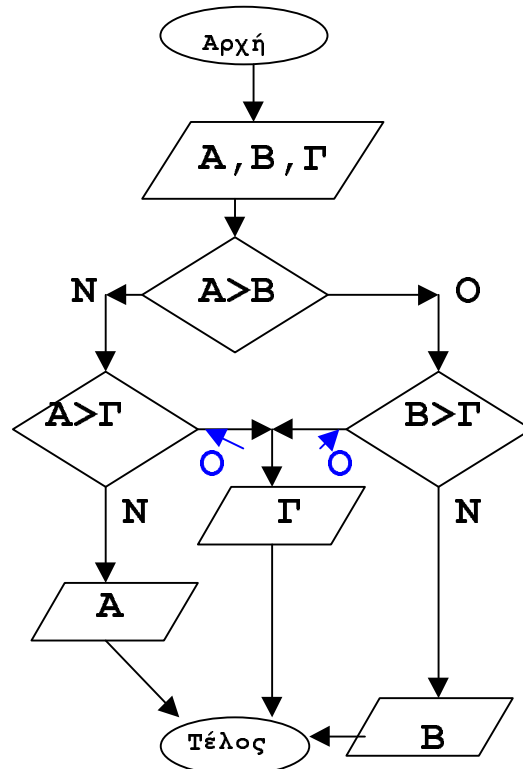 Αρχή
Α,Β,Γ
Ν Α>Β Ο
Α>Γ Β>Γ
Ο Ο
Ν Γ Ν
Α
Τέλος Β